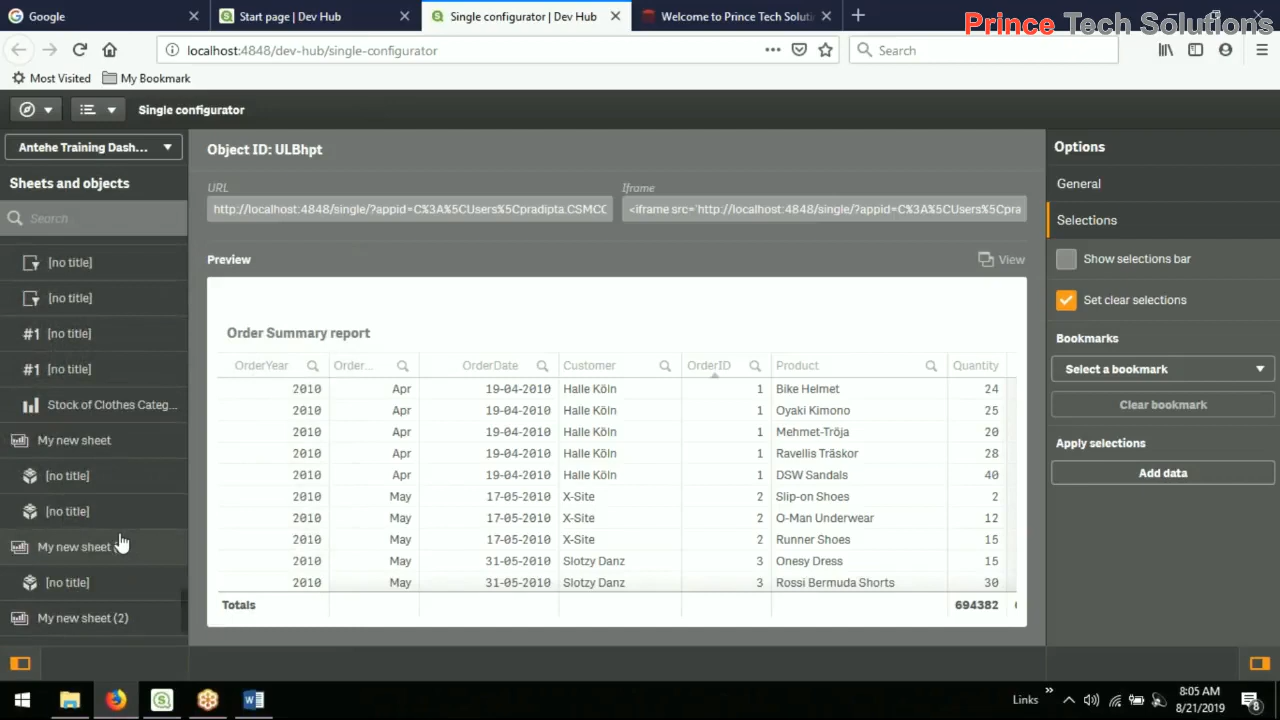 Google
Start page | Dev Hub
Single configurator | Dev Hub
Welcome to Prince Tech Soluti
Prince Tech Solutions
localhost:4848/dev-hub/single-configurator
Search
Most Visited
My Bookmark
Single configurator
Antehe Training Dash...
Sheets and objects
Search
[no title]
[no title]
#1 [no title]
#1 [no title]
Stock of Clothes Categ...
My new sheet
[no title]
[no title]
My new sheet
[no title]
My new sheet (2)
Object ID: ULBhpt
URL
Iframe
http://localhost:4848/single/?appid=C%3A%5CUsers%5Cpradipta.CSMCC
<iframe src='http://localhost:4848/single/?appid=C%3A%5CUsers%5Cpra
Preview
View
Order Summary report
OrderYear Order... OrderDate Customer OrderID Product Quantity
2010 Apr 19-04-2010 Halle Köln 1 Bike Helmet 24
2010 Apr 19-04-2010 Halle Köln 1 Oyaki Kimono 25
2010 Apr 19-04-2010 Halle Köln 1 Mehmet-Tröja 20
2010 Apr 19-04-2010 Halle Köln 1 Ravellis Träskor 28
2010 Apr 19-04-2010 Halle Köln 1 DSW Sandals 40
2010 May 17-05-2010 X-Site 2 Slip-on Shoes 2
2010 May 17-05-2010 X-Site 2 O-Man Underwear 12
2010 May 17-05-2010 X-Site 2 Runner Shoes 15
2010 May 31-05-2010 Slotzy Danz 3 Onesy Dress 15
2010 May 31-05-2010 Slotzy Danz 3 Rossi Bermuda Shorts 30
Totals 694382
Options
General
Selections
Show selections bar
Set clear selections
Bookmarks
Select a bookmark
Clear bookmark
Apply selections
Add data
Links
8:05 AM
8/21/2019
8